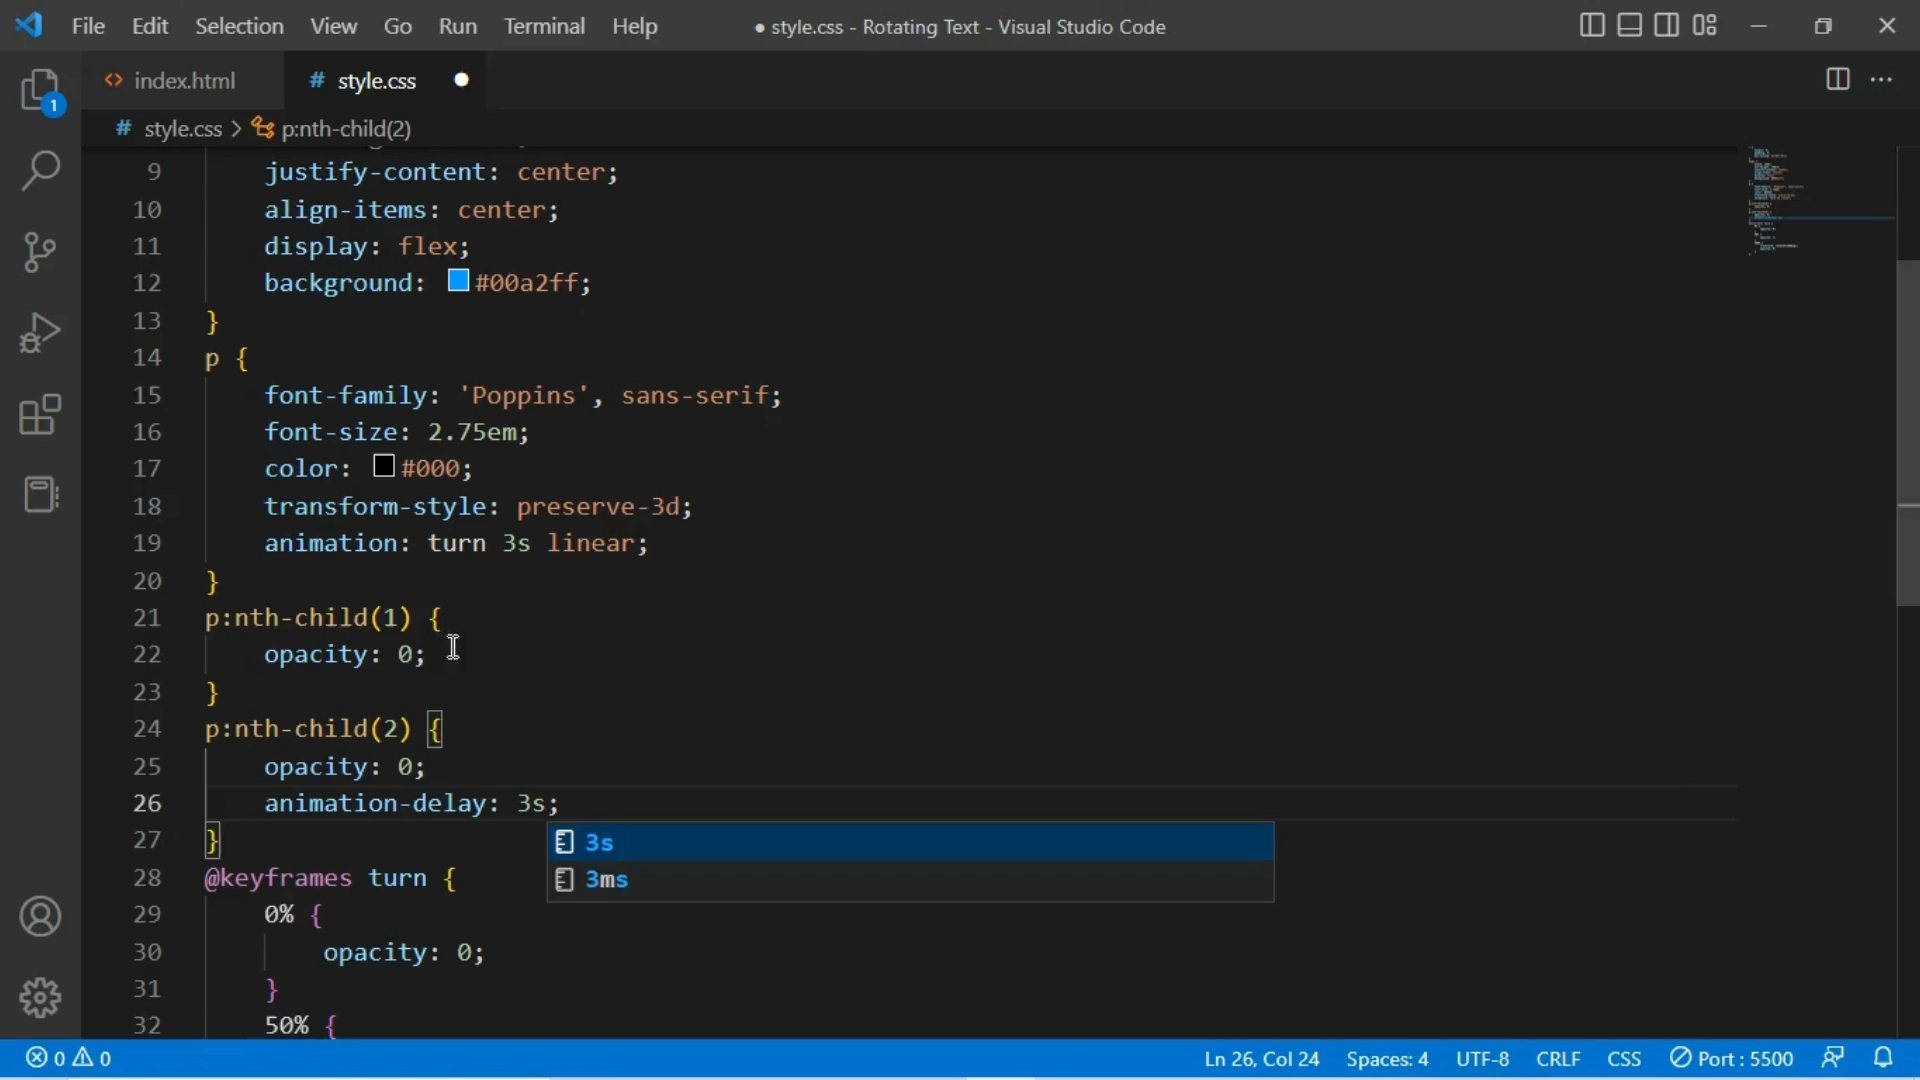 File Edit Selection View Go Run Terminal Help ● style.css - Rotating Text - Visual Studio Code
<> index.html # style.css ●
# style.css > p:nth-child(2)
9 justify-content: center;
10 align-items: center;
11 display: flex;
12 background: #00a2ff;
13 }
14 p {
15 font-family: 'Poppins', sans-serif;
16 font-size: 2.75em;
17 color: #000;
18 transform-style: preserve-3d;
19 animation: turn 3s linear;
20 }
21 p:nth-child(1) {
22 opacity: 0;
23 }
24 p:nth-child(2) {
25 opacity: 0;
26 animation-delay: 3s;
27 }
3s
3ms
28 @keyframes turn {
29 0% {
30 opacity: 0;
31 }
32 50% {
1
0 0 Ln 26, Col 24 Spaces: 4 UTF-8 CRLF CSS Port : 5500